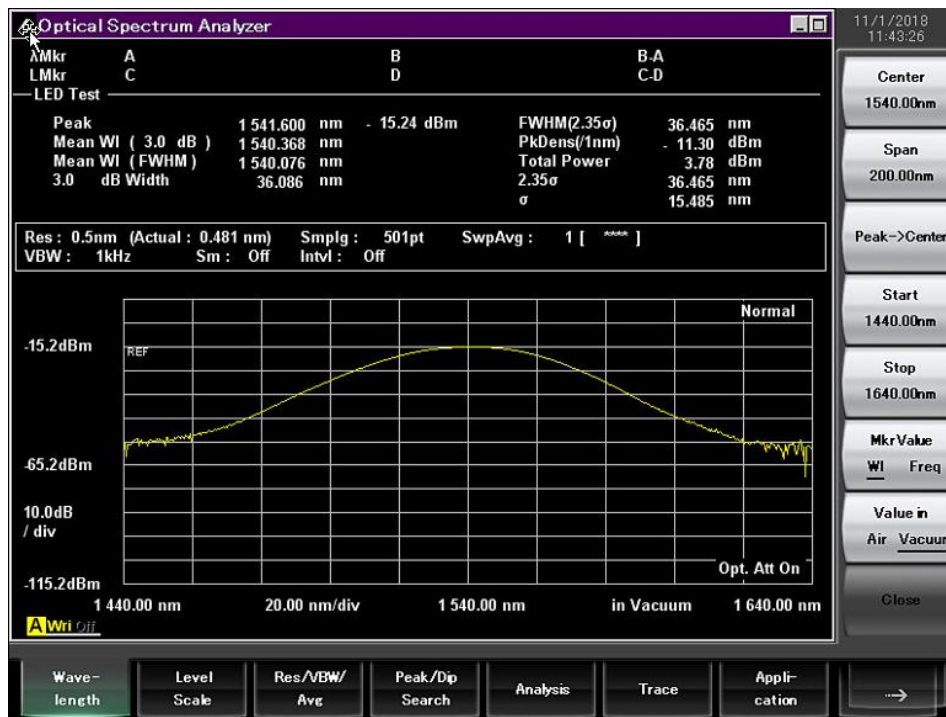 Optical Spectrum Analyzer
11/1/2018
11:43:26
λMkr A B B-A
LMkr C D C-D
LED Test
Peak 1 541.600 nm - 15.24 dBm FWHM(2.35σ) 36.465 nm
Mean Wl ( 3.0 dB ) 1 540.368 nm PkDens(/1nm) - 11.30 dBm
Mean Wl ( FWHM ) 1 540.076 nm Total Power 3.78 dBm
3.0 dB Width 36.086 nm 2.35σ 36.465 nm
σ 15.485 nm
Res : 0.5nm (Actual : 0.481 nm) Smplg : 501pt SwpAvg : 1 [ **** ]
VBW : 1kHz Sm : Off Intvl : Off
Normal
-15.2dBm
REF
-65.2dBm
10.0dB
/ div
Opt. Att On
-115.2dBm
1 440.00 nm 20.00 nm/div 1 540.00 nm in Vacuum 1 640.00 nm
A Wri Off
Center
1540.00nm
Span
200.00nm
Peak->Center
Start
1440.00nm
Stop
1640.00nm
MkrValue
Wl Freq
Value in
Air Vacuum
Close
Wave-
length
Level
Scale
Res/VBW/
Avg
Peak/Dip
Search
Analysis
Trace
Appli-
cation